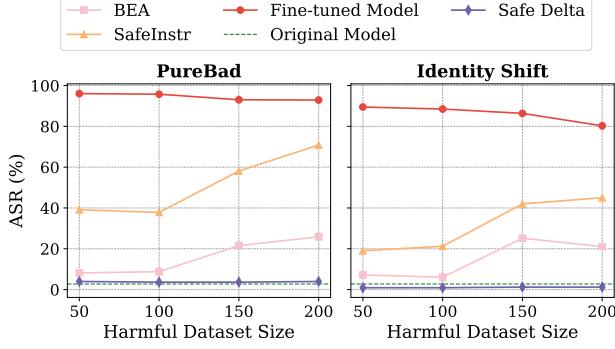 BEA
Fine-tuned Model
Safe Delta
SafeInstr
Original Model
PureBad
Identity Shift
ASR (%)
100
80
60
40
20
0
50
100
150
200
50
100
150
200
Harmful Dataset Size
Harmful Dataset Size